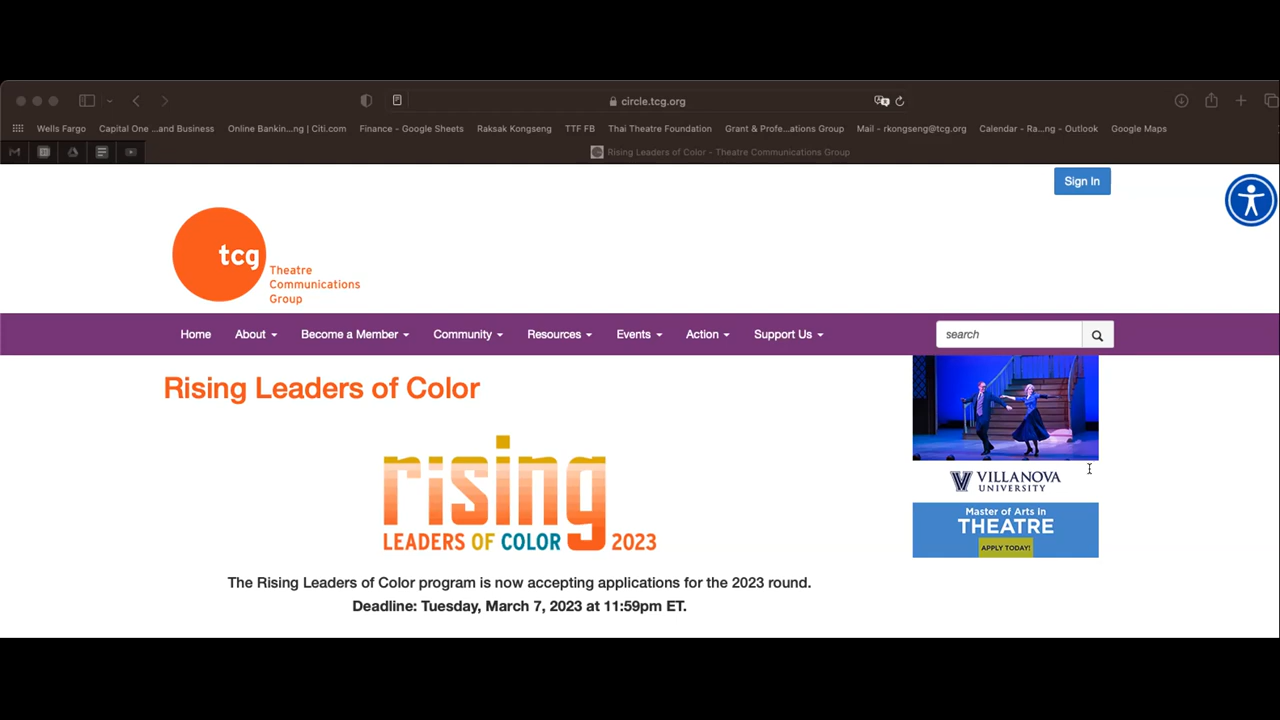 circle.tcg.org
Wells Fargo Capital One ...and Business Online Bankin...ng | Citi.com Finance - Google Sheets Raksak Kongseng TTF FB Thai Theatre Foundation Grant & Profe...ations Group Mail - rkongseng@tcg.org Calendar - Ra...ng - Outlook Google Maps
Rising Leaders of Color - Theatre Communications Group
Sign In
tcg
Theatre
Communications
Group
Home About Become a Member Community Resources Events Action Support Us search
Rising Leaders of Color
rising
LEADERS OF COLOR 2023
VILLANOVA
UNIVERSITY
Master of Arts in
THEATRE
APPLY TODAY!
The Rising Leaders of Color program is now accepting applications for the 2023 round.
Deadline: Tuesday, March 7, 2023 at 11:59pm ET.